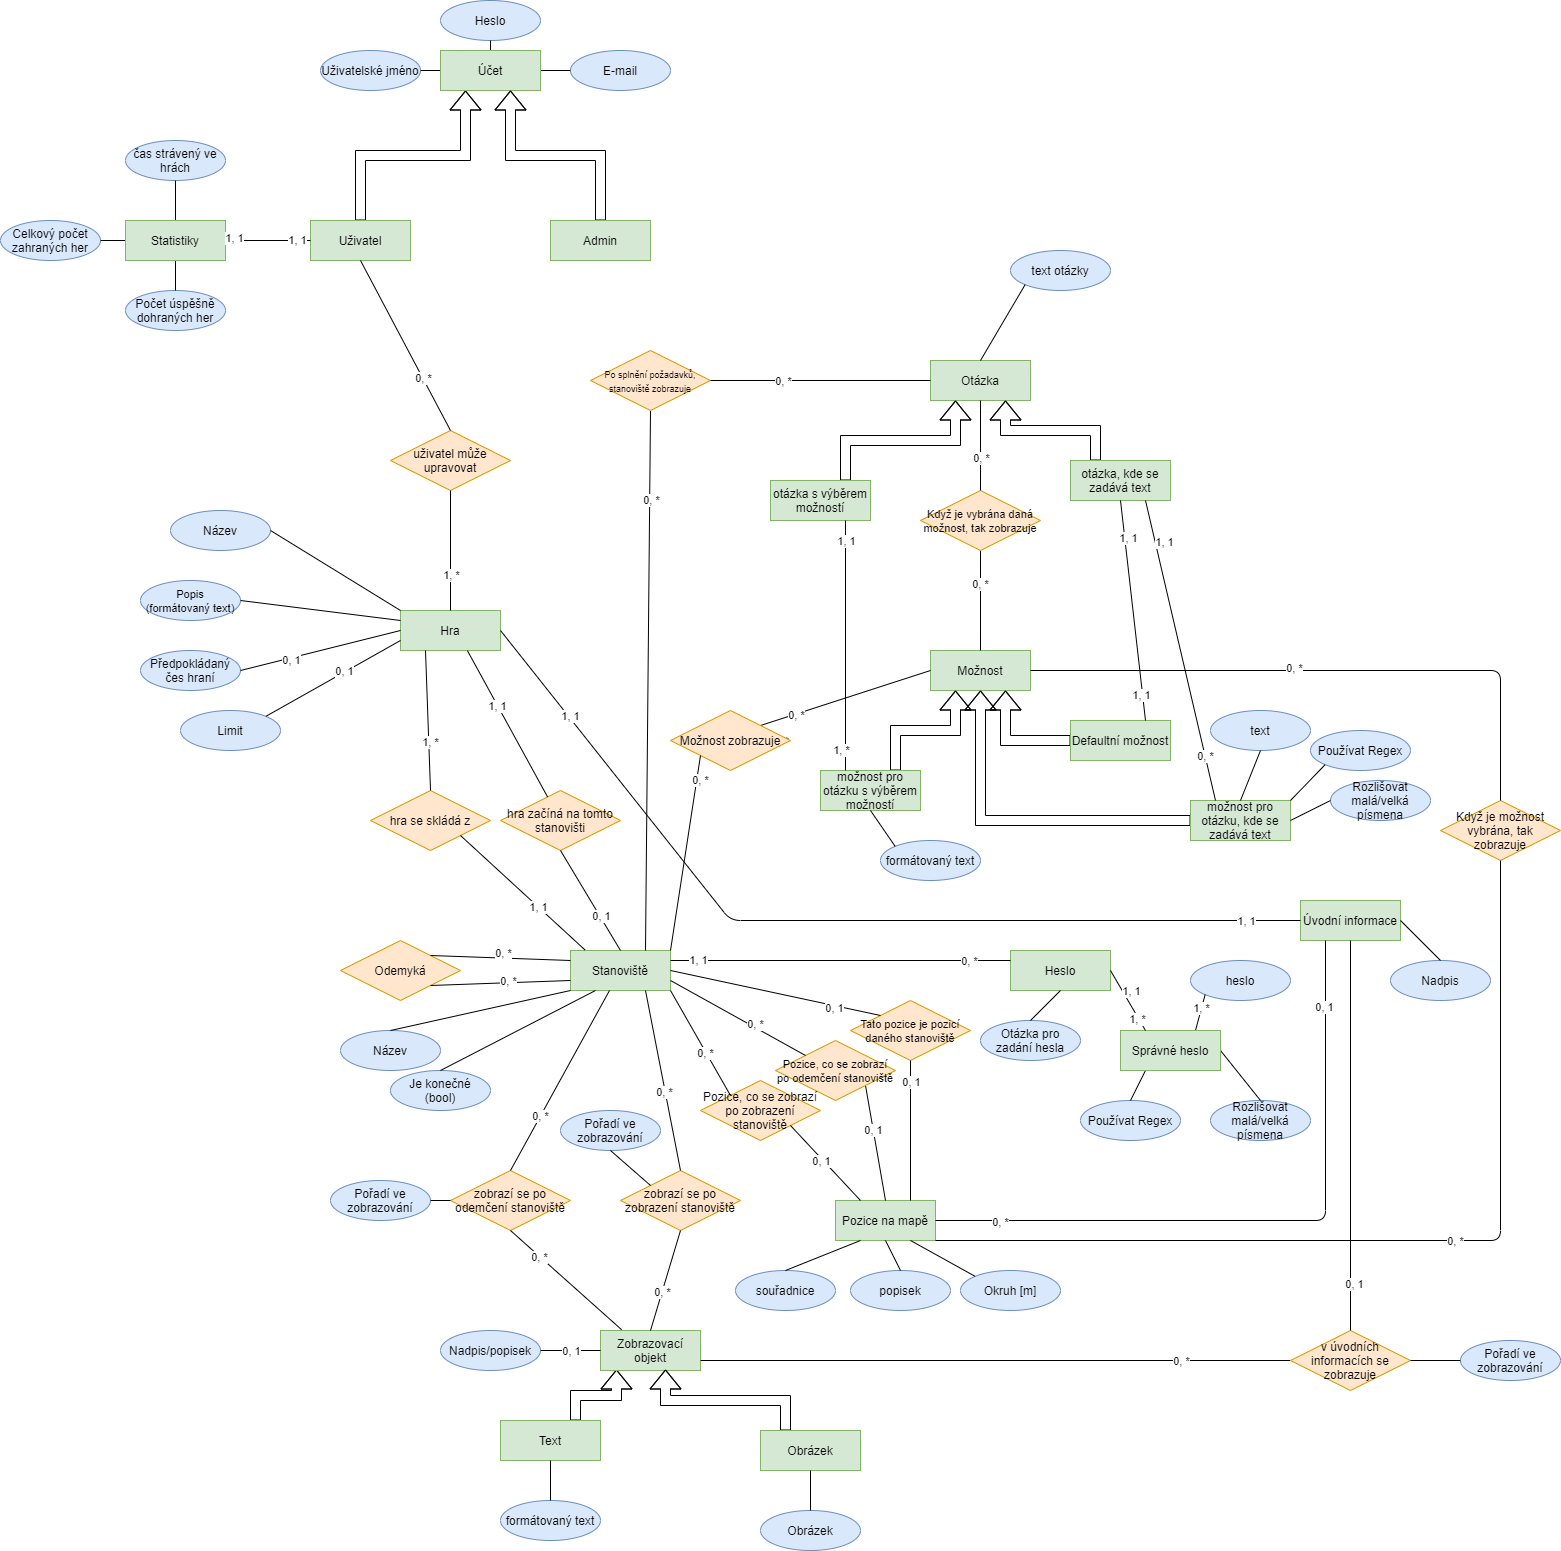 Heslo
Uživatelské jméno
Účet
E-mail
čas strávený ve
hrách
Celkový počet
zahraných her
Statistiky
1, 1
1, 1
Uživatel
Admin
Počet úspěšně
dohraných her
text otázky
0, *
Po splnění požadavků,
stanoviště zobrazuje
0, *
Otázka
uživatel může
upravovat
0, *
otázka, kde se
zadává text
otázka s výběrem
možností
0, *
Když je vybrána daná
možnost, tak zobrazuje
Název
1, 1
1, 1
1, 1
1, *
0, *
Popis
(formátovaný text)
Hra
Předpokládaný
čes hraní
0, 1
0, 1
Možnost
0, *
Limit
1, 1
1, 1
1, 1
0, *
1, *
Možnost zobrazuje
Defaultní možnost
text
Používat Regex
1, *
0, *
0, *
možnost pro
otázku s výběrem
možností
Rozlišovat
malá/velká
písmena
možnost pro
otázku, kde se
zadává text
hra se skládá z
hra začíná na tomto
stanovišti
Když je možnost
vybrána, tak
zobrazuje
formátovaný text
1, 1
0, 1
1, 1
Úvodní informace
0, *
Odemyká
0, *
Stanoviště
1, 1
0, *
Heslo
heslo
Nadpis
1, 1
1, *
1, *
0, 1
0, 1
Název
0, *
Tato pozice je pozicí
daného stanoviště
Otázka pro
zadání hesla
Správné heslo
0, *
Pozice, co se zobrazí
po odemčení stanoviště
Je konečné
(bool)
0, *
0, 1
Pozice, co se zobrazí
po zobrazení
stanoviště
0, *
Pořadí ve
zobrazování
0, 1
Používat Regex
Rozlišovat
malá/velká
písmena
0, 1
Pořadí ve
zobrazování
zobrazí se po
odemčení stanoviště
zobrazí se po
zobrazení stanoviště
Pozice na mapě
0, *
0, *
0, *
0, *
souřadnice
popisek
Okruh [m]
0, 1
Nadpis/popisek
0, 1
Zobrazovací
objekt
0, *
v úvodních
informacích se
zobrazuje
Pořadí ve
zobrazování
Text
Obrázek
formátovaný text
Obrázek